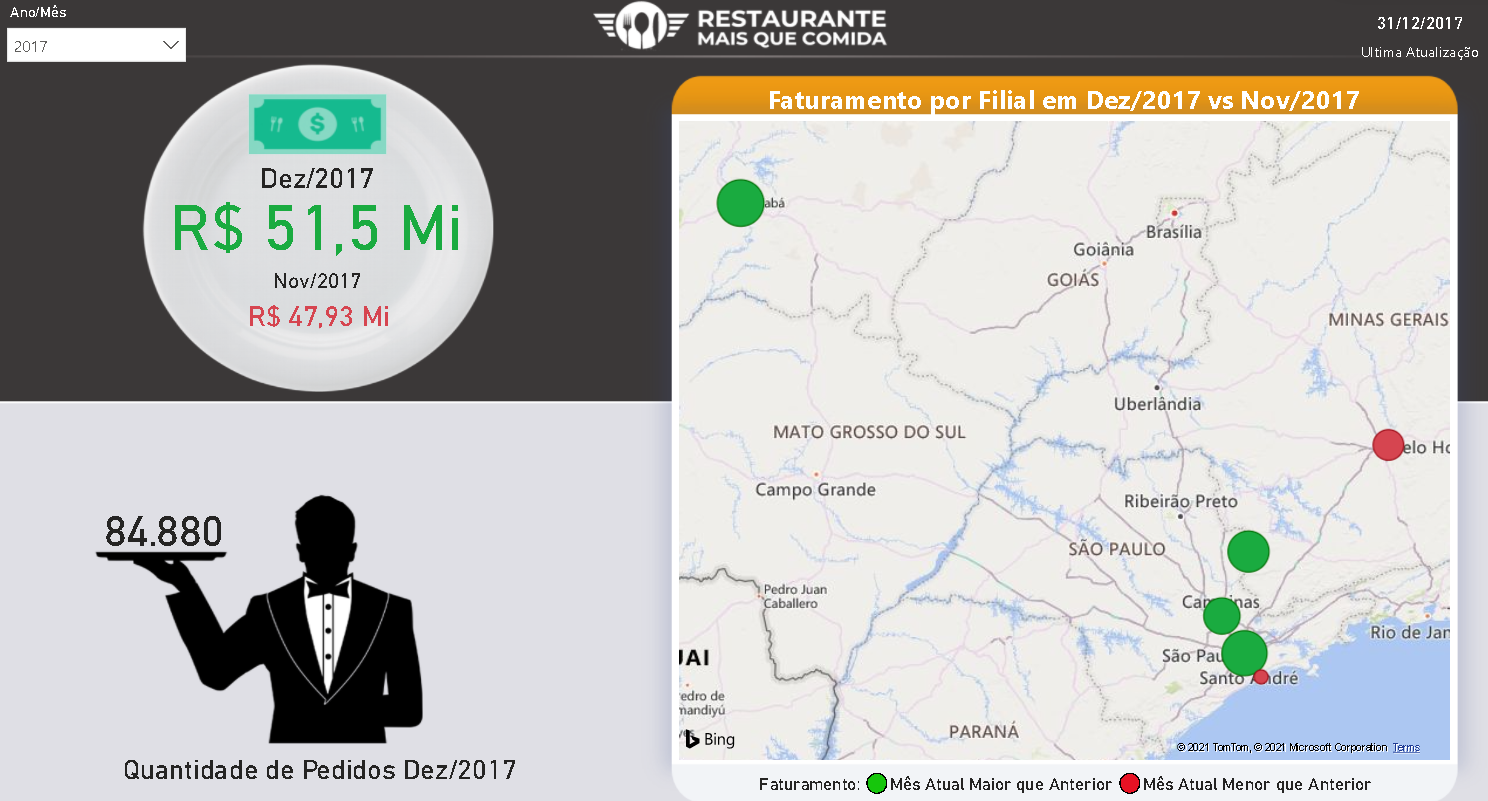 Ano/Mês
2017
RESTAURANTE
MAIS QUE COMIDA
31/12/2017
Ultima Atualização
Dez/2017
R$ 51,5 Mi
Nov/2017
R$ 47,93 Mi
84.880
Quantidade de Pedidos Dez/2017
Faturamento por Filial em Dez/2017 vs Nov/2017
abá
Brasília
Goiânia
GOIÁS
MINAS GERAIS
Uberlândia
MATO GROSSO DO SUL
elo Ho
Campo Grande
Ribeirão Preto
SÃO PAULO
Pedro Juan
Caballero
Rio de Jan
São Pau
UAI
Santo André
edro de
mandiyú
PARANÁ
Bing
© 2021 TomTom, © 2021 Microsoft Corporation Terms
Faturamento: Mês Atual Maior que Anterior Mês Atual Menor que Anterior